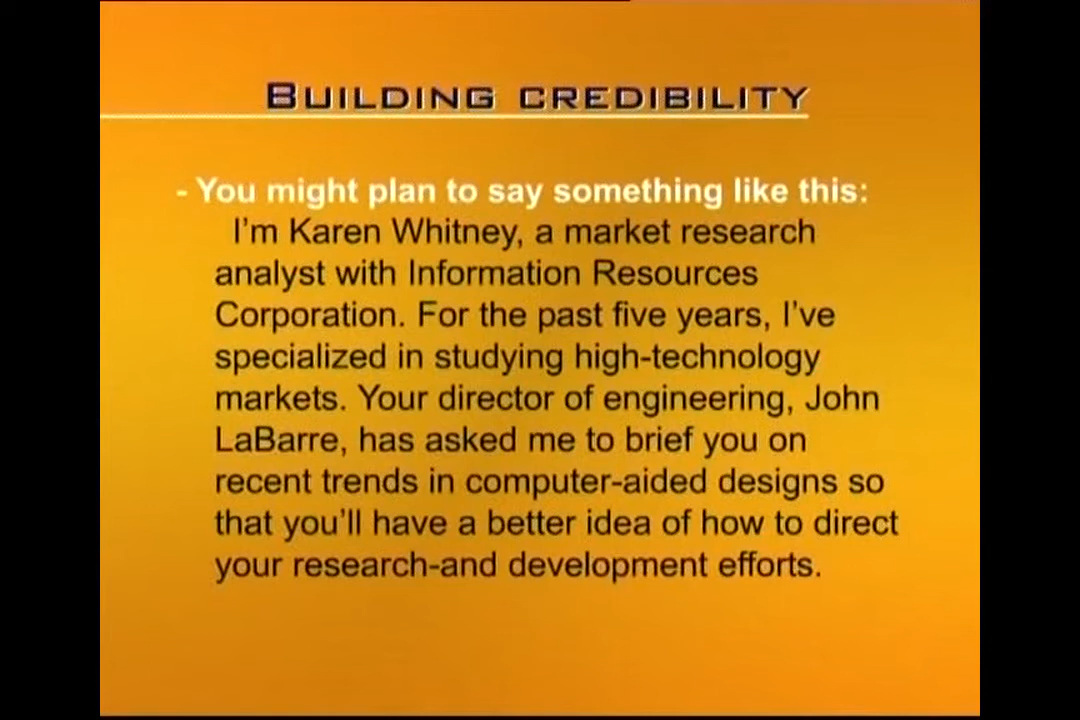 BUILDING CREDIBILITY
- You might plan to say something like this:
I'm Karen Whitney, a market research
analyst with Information Resources
Corporation. For the past five years, I've
specialized in studying high-technology
markets. Your director of engineering, John
LaBarre, has asked me to brief you on
recent trends in computer-aided designs so
that you'll have a better idea of how to direct
your research-and development efforts.